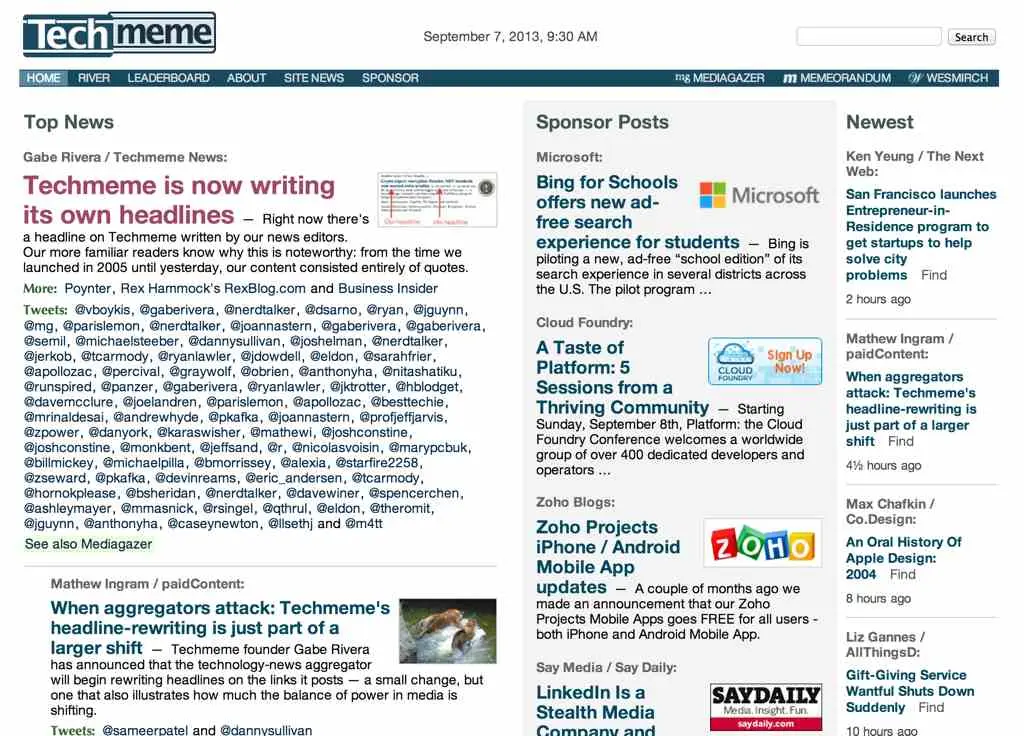 Techmeme
September 7, 2013, 9:30 AM
Search
HOME RIVER LEADERBOARD ABOUT SITE NEWS SPONSOR
mg MEDIAGAZER m MEMEORANDUM W WESMIRCH
Top News
Gabe Rivera / Techmeme News:
Techmeme is now writing
its own headlines — Right now there's
a headline on Techmeme written by our news editors.
Our more familiar readers know why this is noteworthy: from the time we
launched in 2005 until yesterday, our content consisted entirely of quotes.
More: Poynter, Rex Hammock's RexBlog.com and Business Insider
Tweets: @vboykis, @gaberivera, @nerdtalker, @dsarno, @ryan, @jguynn,
@mg, @parislemon, @nerdtalker, @joannastern, @gaberivera, @gaberivera,
@semil, @michaelsteeber, @dannysullivan, @joshelman, @nerdtalker,
@jerkob, @tcarmody, @ryanlawler, @jdowdell, @eldon, @sarahfrier,
@apollozac, @percival, @graywolf, @obrien, @anthonyha, @nitashatiku,
@runspired, @panzer, @gaberivera, @ryanlawler, @jktrotter, @hblodget,
@davemcclure, @joelandren, @parislemon, @apollozac, @besttechie,
@mrinaldesai, @andrewhyde, @pkafka, @joannastern, @profjeffjarvis,
@zpower, @danyork, @karaswisher, @mathewi, @joshconstine,
@joshconstine, @monkbent, @jeffsand, @r, @nicolasvoisin, @marypcbuk,
@billmickey, @michaelpilla, @bmorrissey, @alexia, @starfire2258,
@zseward, @pkafka, @devinreams, @eric_andersen, @tcarmody,
@hornokplease, @bsheridan, @nerdtalker, @davewiner, @spencerchen,
@ashleymayer, @mmasnick, @rsingel, @qthrul, @eldon, @theromit,
@jguynn, @anthonyha, @caseynewton, @llsethj and @m4tt
See also Mediagazer
Mathew Ingram / paidContent:
When aggregators attack: Techmeme's
headline-rewriting is just part of a
larger shift — Techmeme founder Gabe Rivera
has announced that the technology-news aggregator
will begin rewriting headlines on the links it posts — a small change, but
one that also illustrates how much the balance of power in media is
shifting.
Tweets: @sameerpatel and @dannysullivan
Sponsor Posts
Microsoft:
Bing for Schools
offers new ad-
free search
experience for students — Bing is
piloting a new, ad-free “school edition” of its
search experience in several districts across
the U.S. The pilot program ...
Microsoft
Cloud Foundry:
A Taste of
Platform: 5
Sessions from a
Thriving Community — Starting
Sunday, September 8th, Platform: the Cloud
Foundry Conference welcomes a worldwide
group of over 400 dedicated developers and
operators ...
CLOUD
FOUNDRY
Sign Up
Now!
Zoho Blogs:
Zoho Projects
iPhone / Android
Mobile App
updates — A couple of months ago we
made an announcement that our Zoho
Projects Mobile Apps goes FREE for all users -
both iPhone and Android Mobile App.
ZOHO
Say Media / Say Daily:
LinkedIn Is a
Stealth Media
Company and
SAYDAILY
Media. Insight. Fun.
saydaily.com
Newest
Ken Yeung / The Next
Web:
San Francisco launches
Entrepreneur-in-
Residence program to
get startups to help
solve city
problems Find
2 hours ago
Mathew Ingram /
paidContent:
When aggregators
attack: Techmeme's
headline-rewriting is
just part of a larger
shift Find
4½ hours ago
Max Chafkin /
Co.Design:
An Oral History Of
Apple Design:
2004 Find
8 hours ago
Liz Gannes /
AllThingsD:
Gift-Giving Service
Wantful Shuts Down
Suddenly Find
10 hours ago